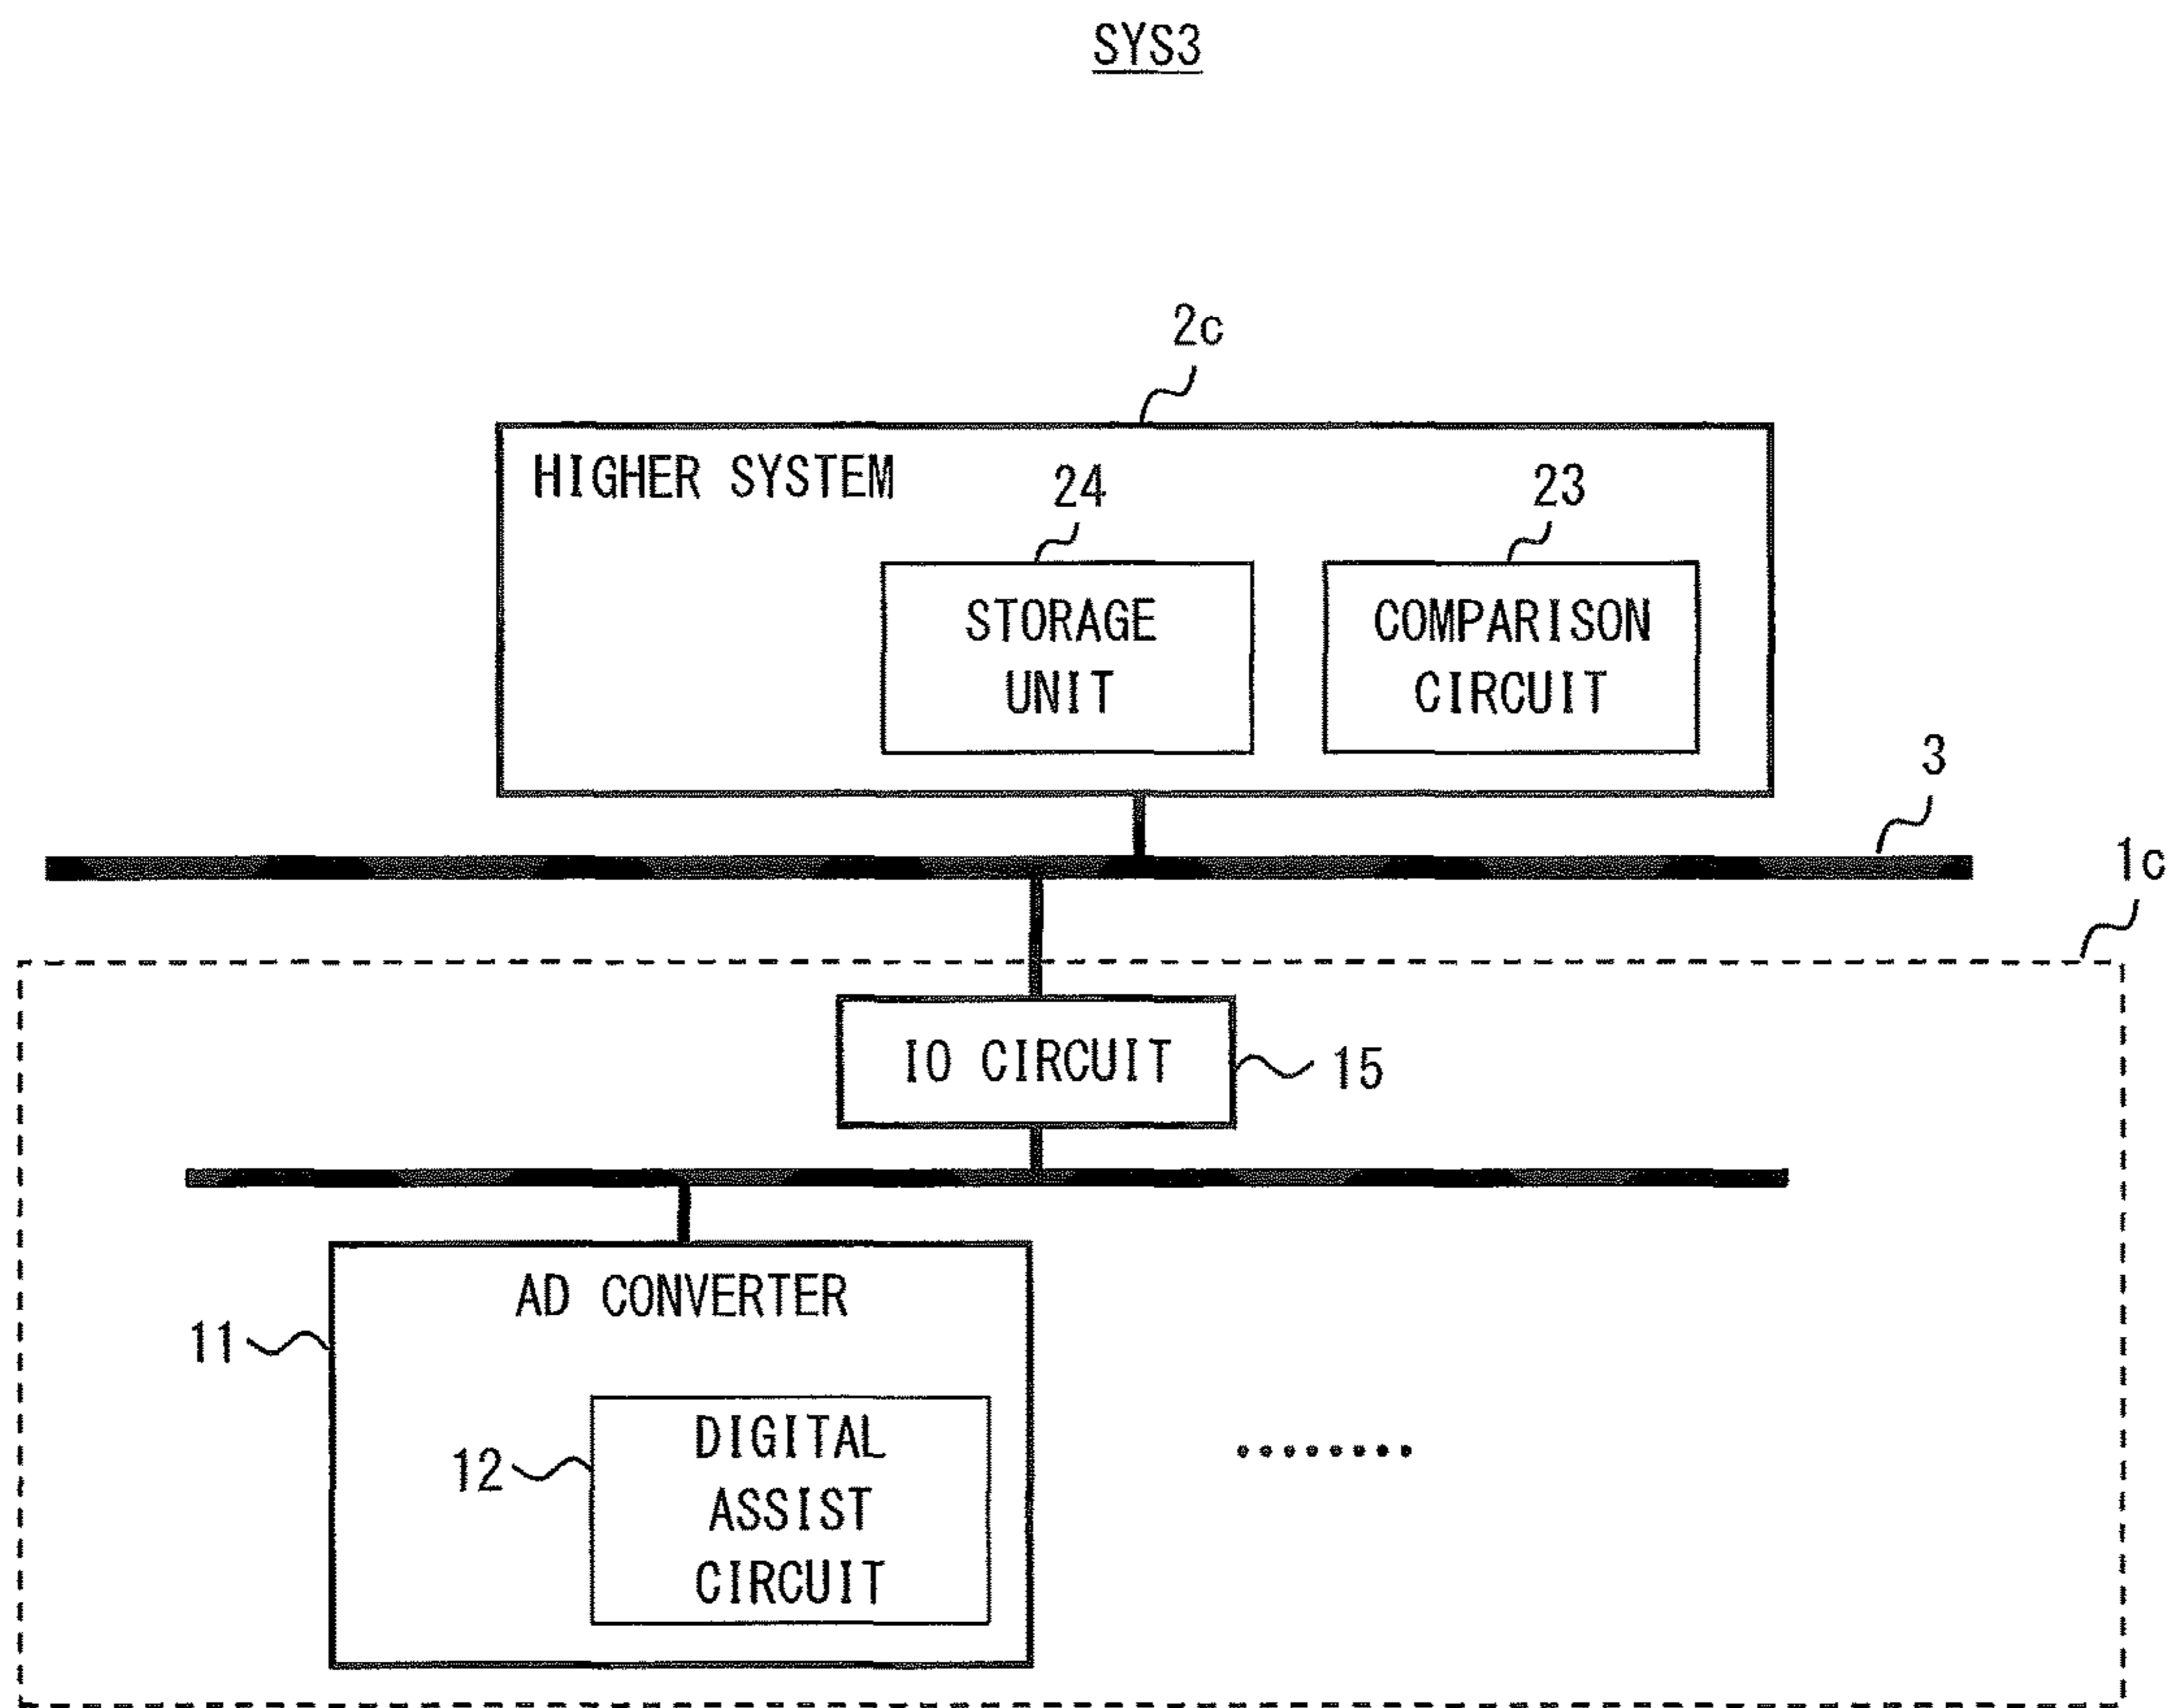 SYS3
2c
HIGHER SYSTEM
24
23
STORAGE
UNIT
COMPARISON
CIRCUIT
3
1c
IO CIRCUIT
15
AD CONVERTER
11
12
DIGITAL
ASSIST
CIRCUIT